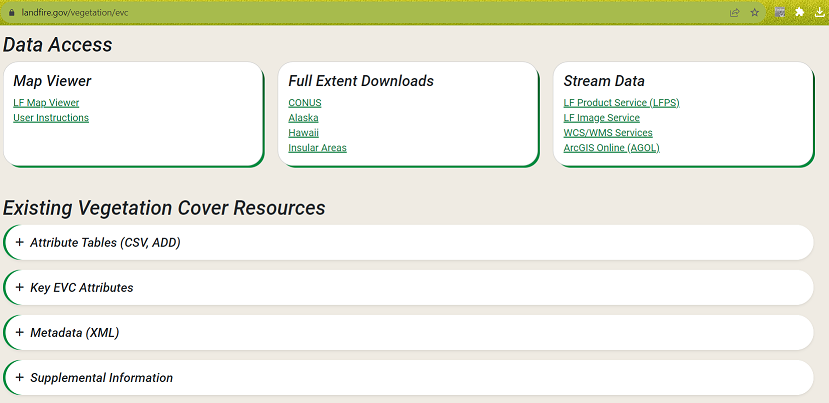 landfire.gov/vegetation/evc
Data Access
Map Viewer
LF Map Viewer
User Instructions
Full Extent Downloads
CONUS
Alaska
Hawaii
Insular Areas
Stream Data
LF Product Service (LFPS)
LF Image Service
WCS/WMS Services
ArcGIS Online (AGOL)
Existing Vegetation Cover Resources
+ Attribute Tables (CSV, ADD)
+ Key EVC Attributes
+ Metadata (XML)
+ Supplemental Information